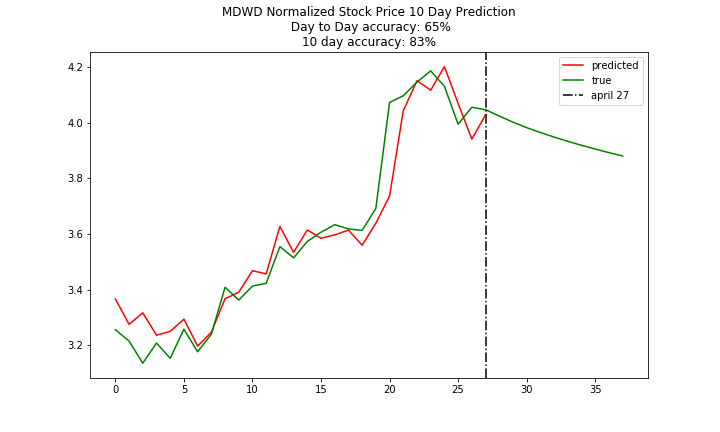 MDWD Normalized Stock Price 10 Day Prediction
Day to Day accuracy: 65%
10 day accuracy: 83%
predicted
true
april 27
4.2
4.0
3.8
3.6
3.4
3.2
0 5 10 15 20 25 30 35